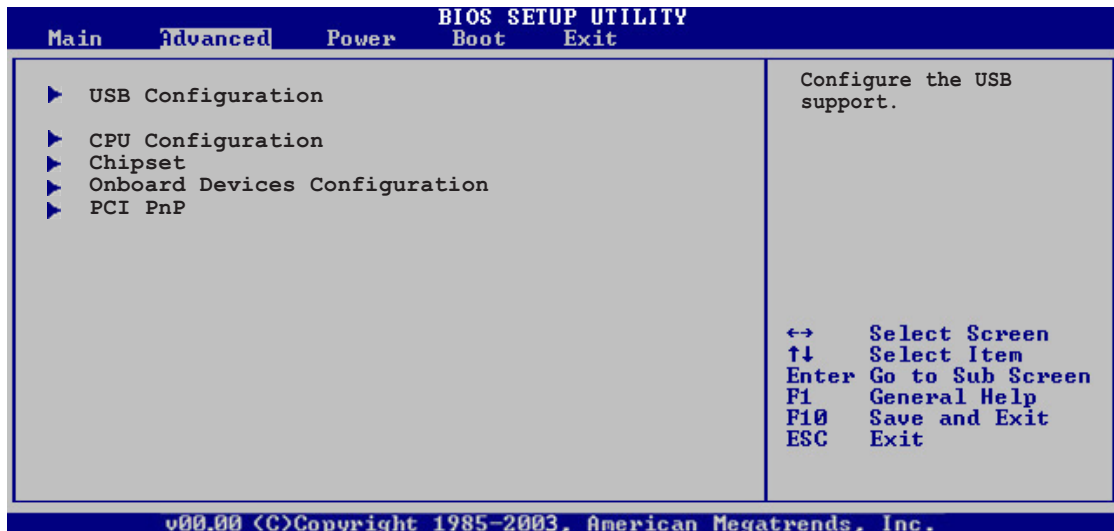 BIOS SETUP UTILITY
Main Advanced Power Boot Exit
USB Configuration
CPU Configuration
Chipset
Onboard Devices Configuration
PCI PnP
Configure the USB
support.
←→ Select Screen
↑↓ Select Item
Enter Go to Sub Screen
F1 General Help
F10 Save and Exit
ESC Exit
v00.00 (C)Copyright 1985-2003, American Megatrends, Inc.